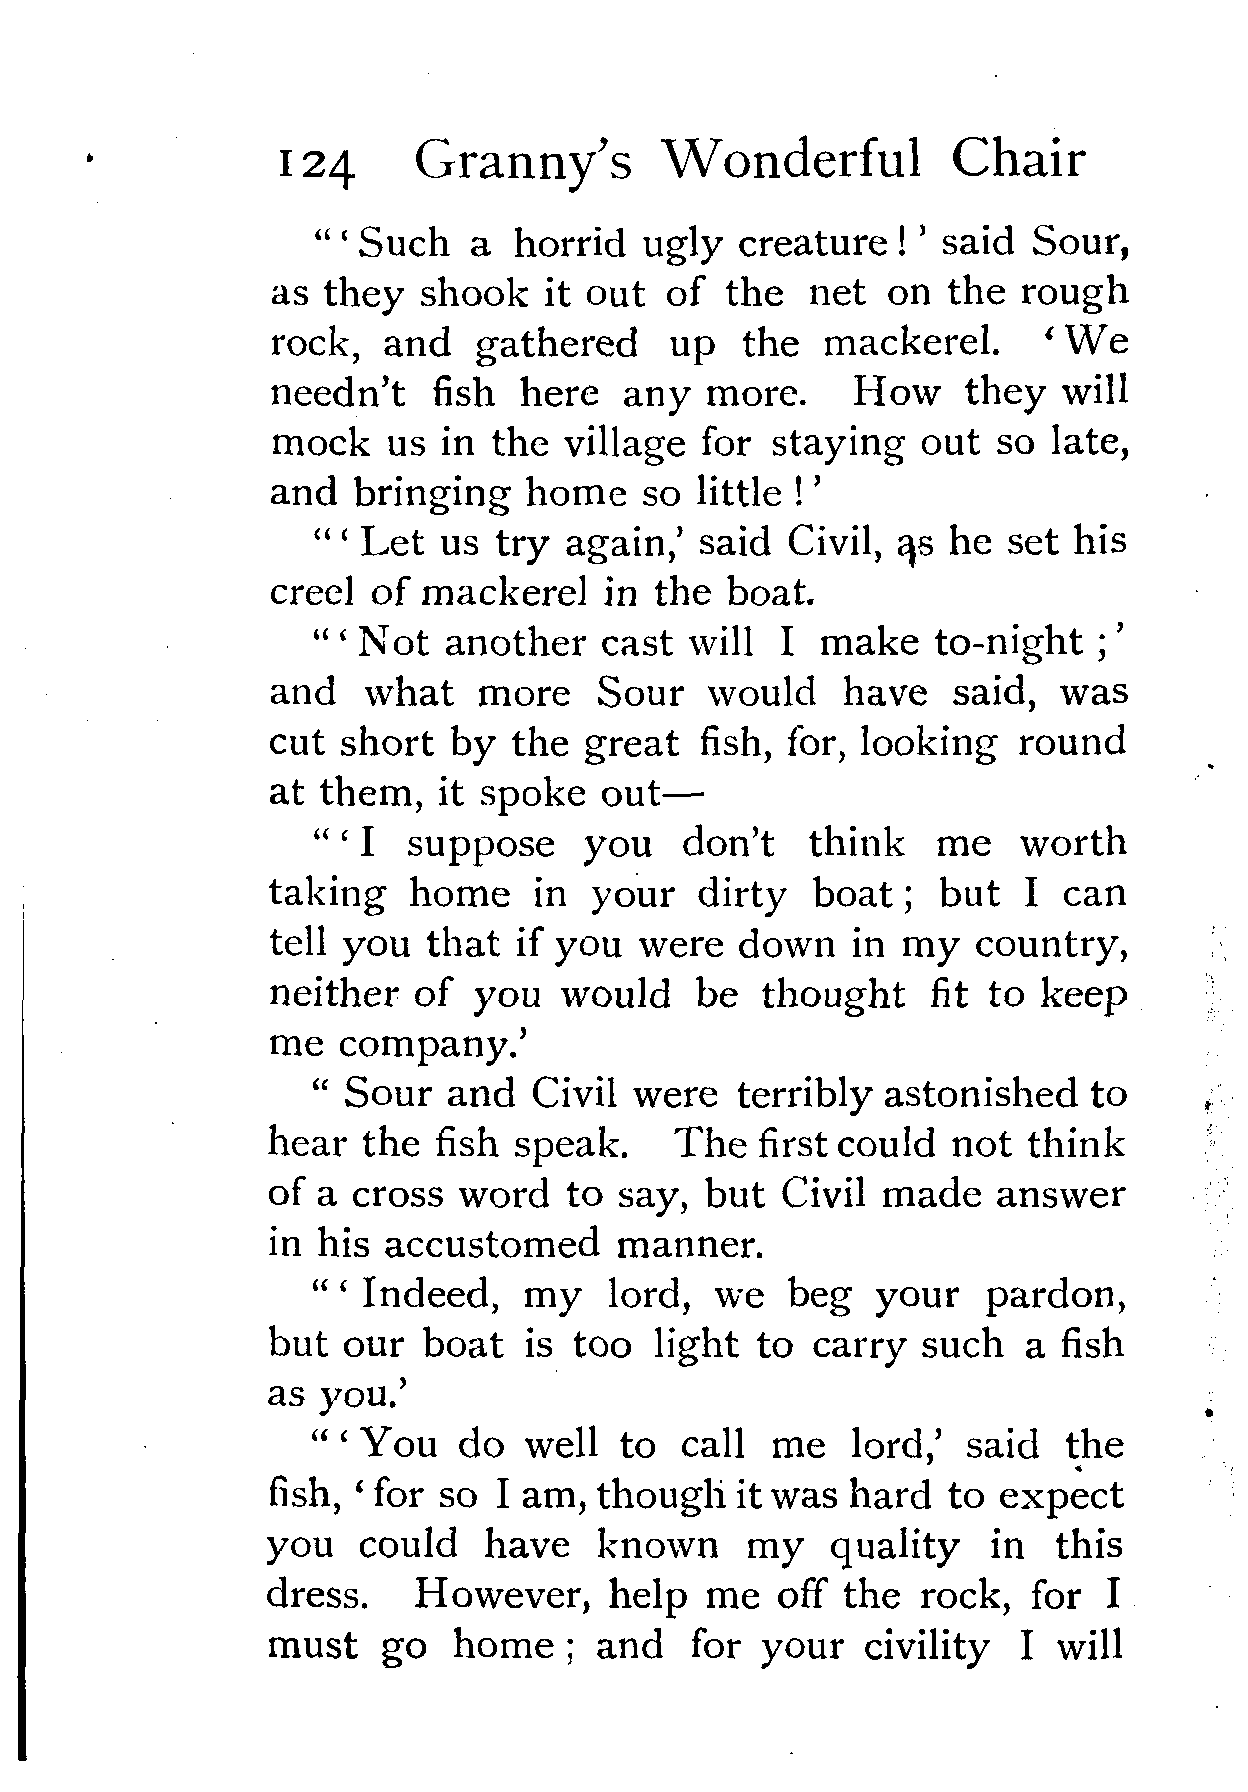 124 Granny's Wonderful Chair
"'Such a horrid ugly creature!' said Sour,
as they shook it out of the net on the rough
rock, and gathered up the mackerel. 'We
needn't fish here any more. How they will
mock us in the village for staying out so late,
and bringing home so little!'
"'Let us try again,' said Civil, as he set his
creel of mackerel in the boat.
"'Not another cast will I make to-night;'
and what more Sour would have said, was
cut short by the great fish, for, looking round
at them, it spoke out—
"'I suppose you don't think me worth
taking home in your dirty boat; but I can
tell you that if you were down in my country,
neither of you would be thought fit to keep
me company.'
"Sour and Civil were terribly astonished to
hear the fish speak. The first could not think
of a cross word to say, but Civil made answer
in his accustomed manner.
"'Indeed, my lord, we beg your pardon,
but our boat is too light to carry such a fish
as you.'
"'You do well to call me lord,' said the
fish, 'for so I am, though it was hard to expect
you could have known my quality in this
dress. However, help me off the rock, for I
must go home; and for your civility I will